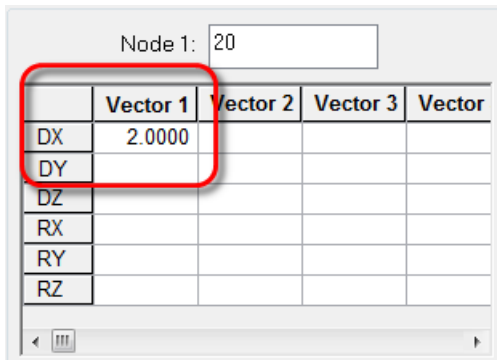 Node 1: 20
Vector 1 Vector 2 Vector 3 Vector
DX 2.0000
DY
DZ
RX
RY
RZ